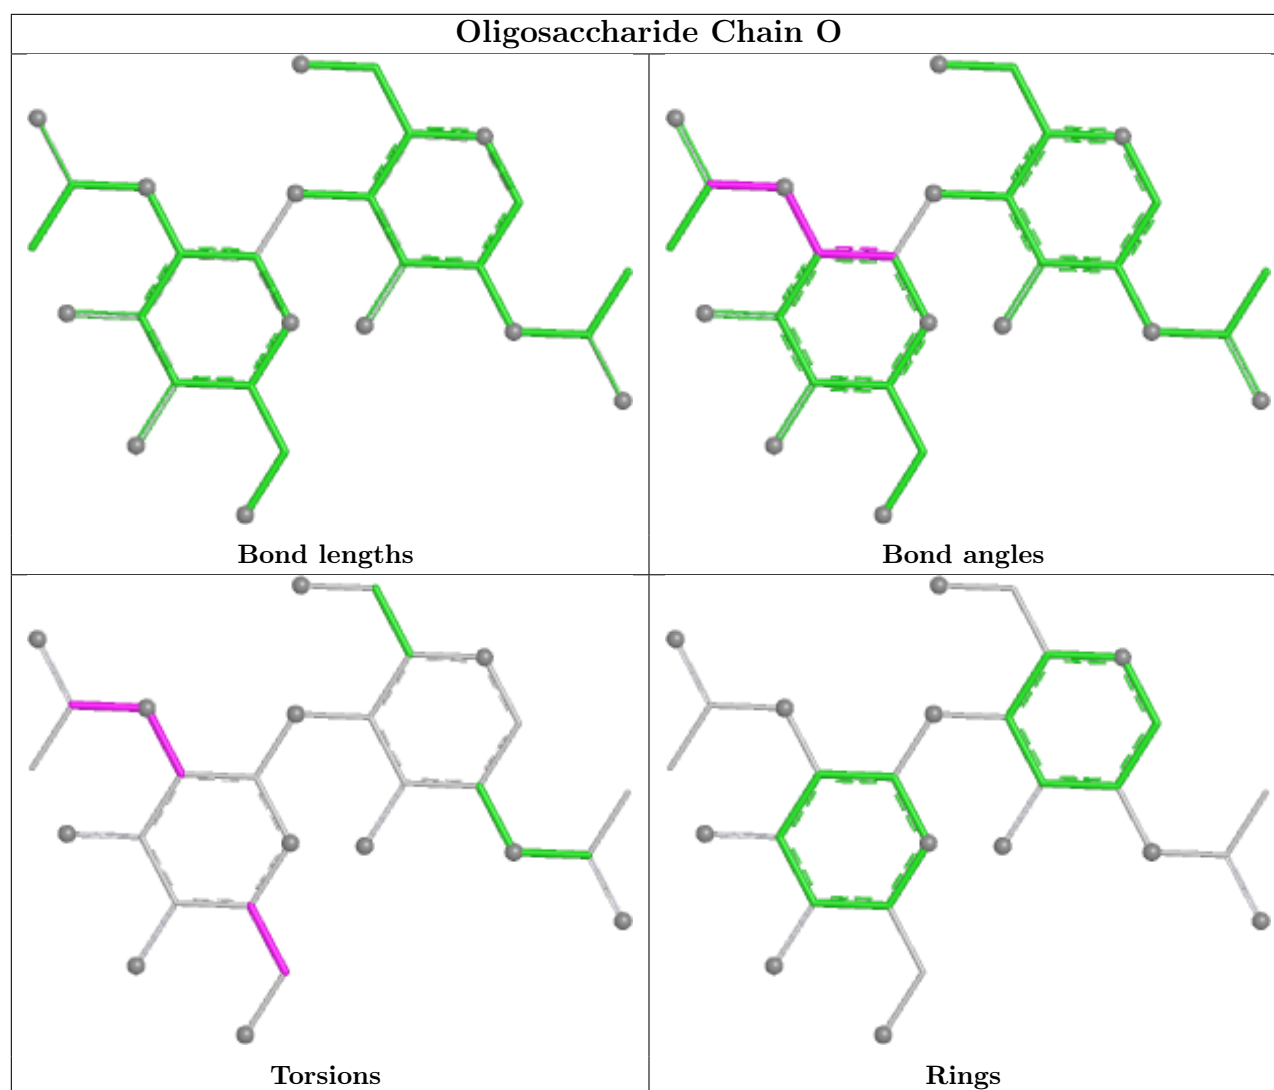 Oligosaccharide Chain O
Bond lengths
Bond angles
Torsions
Rings